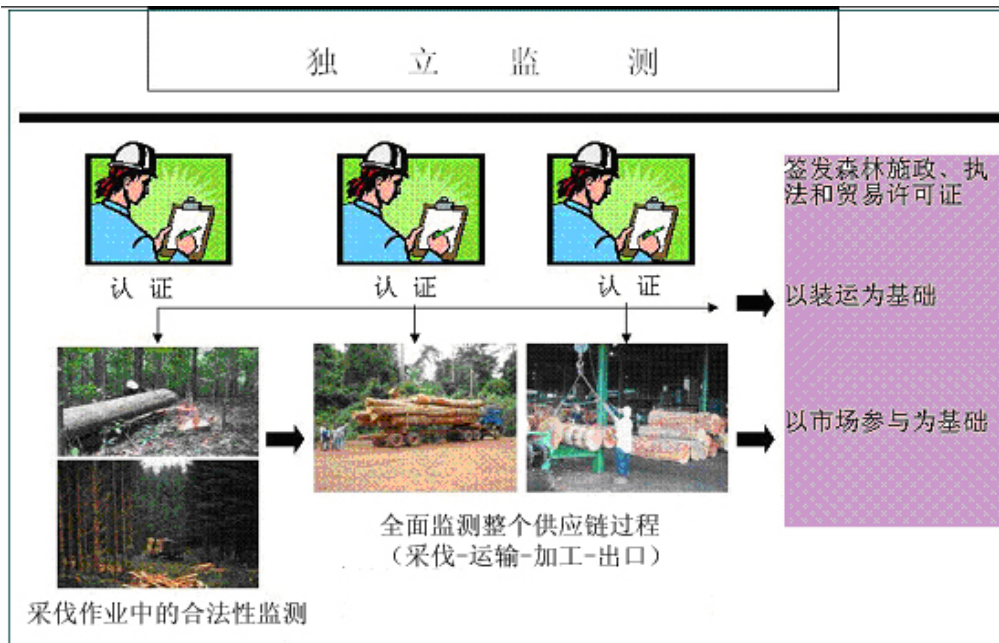 独 立 监 测
认 证
认 证
认 证
签发森林施政、执
法和贸易许可证
以装运为基础
以市场参与为基础
全面监测整个供应链过程
（采伐-运输-加工-出口）
采伐作业中的合法性监测